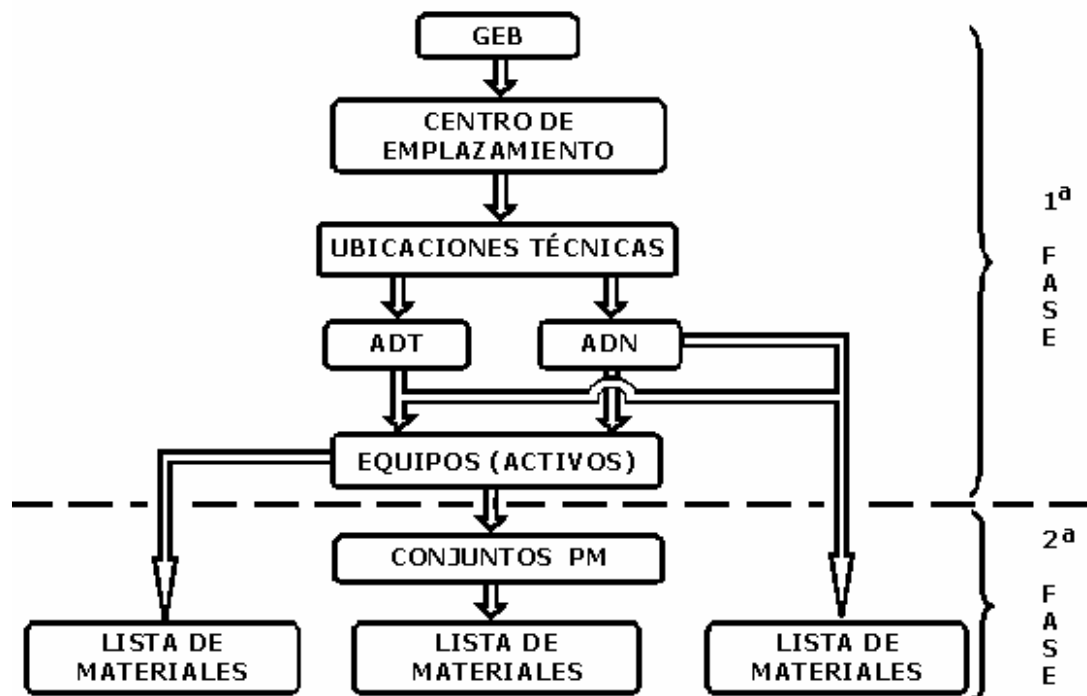 GEB
CENTRO DE
EMPLAZAMIENTO
UBICACIONES TÉCNICAS
ADT
ADN
EQUIPOS (ACTIVOS)
1ª
F
A
S
E
CONJUNTOS PM
LISTA DE
MATERIALES
LISTA DE
MATERIALES
LISTA DE
MATERIALES
2ª
F
A
S
E